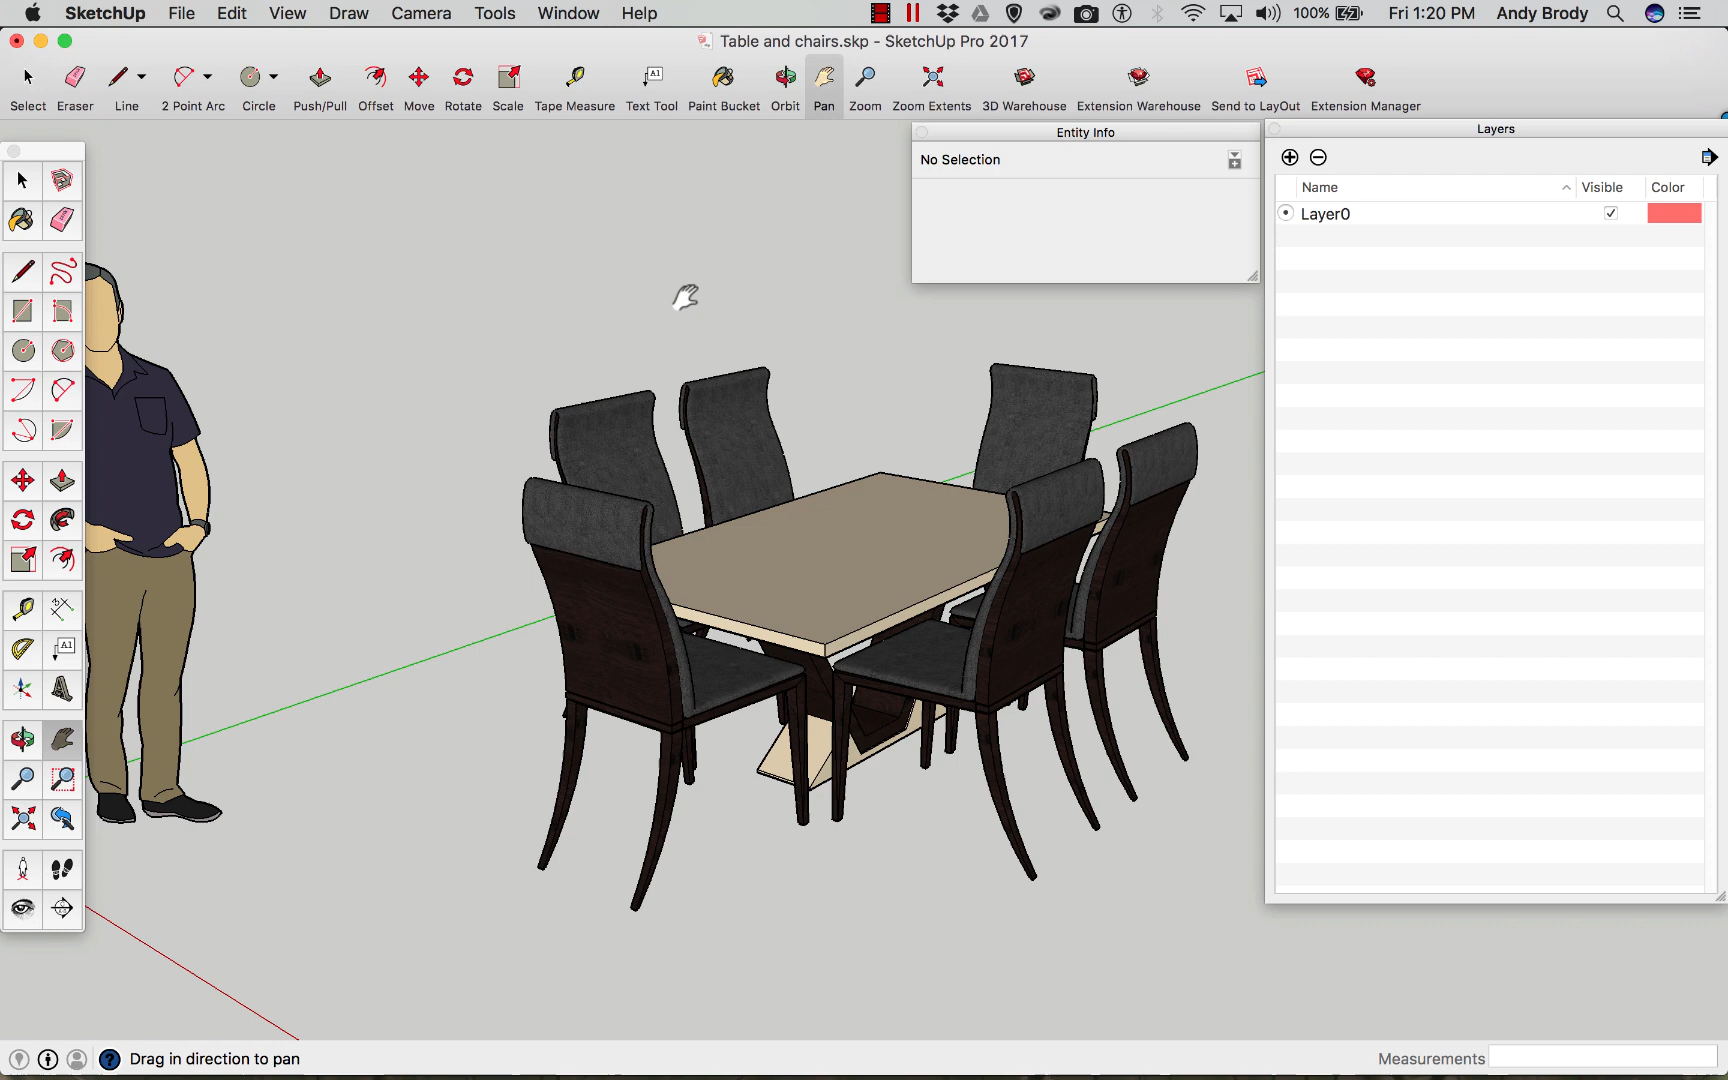 SketchUp File Edit View Draw Camera Tools Window Help 100% Fri 1:20 PM Andy Brody
Table and chairs.skp - SketchUp Pro 2017
Select Eraser Line 2 Point Arc Circle Push/Pull Offset Move Rotate Scale Tape Measure Text Tool Paint Bucket Orbit Pan Zoom Zoom Extents 3D Warehouse Extension Warehouse Send to LayOut Extension Manager
Entity Info
No Selection
Layers
Name Visible Color
Layer0
Drag in direction to pan
Measurements